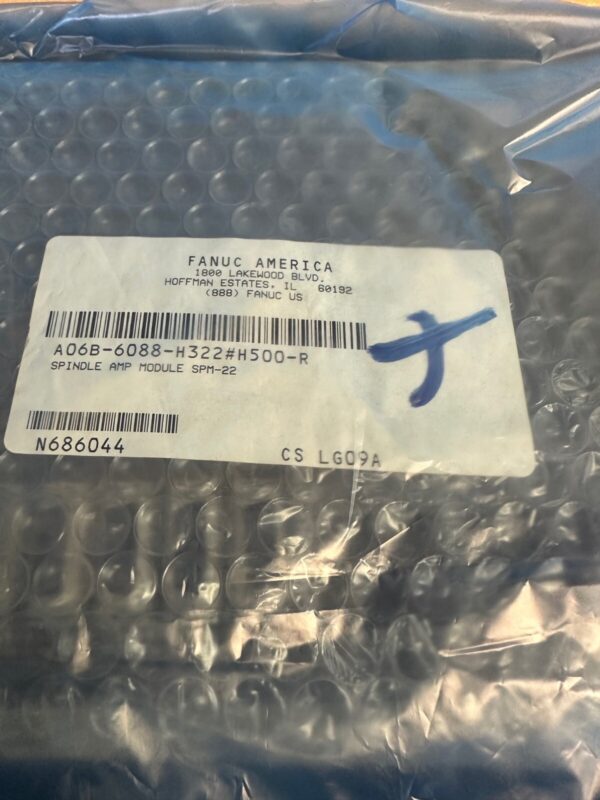 FANUC AMERICA
1800 LAKEWOOD BLVD.
HOFFMAN ESTATES, IL 60192
(888) FANUC US
A06B-6088-H322#H500-R
SPINDLE AMP MODULE SPM-22
N686044
CS LG09A